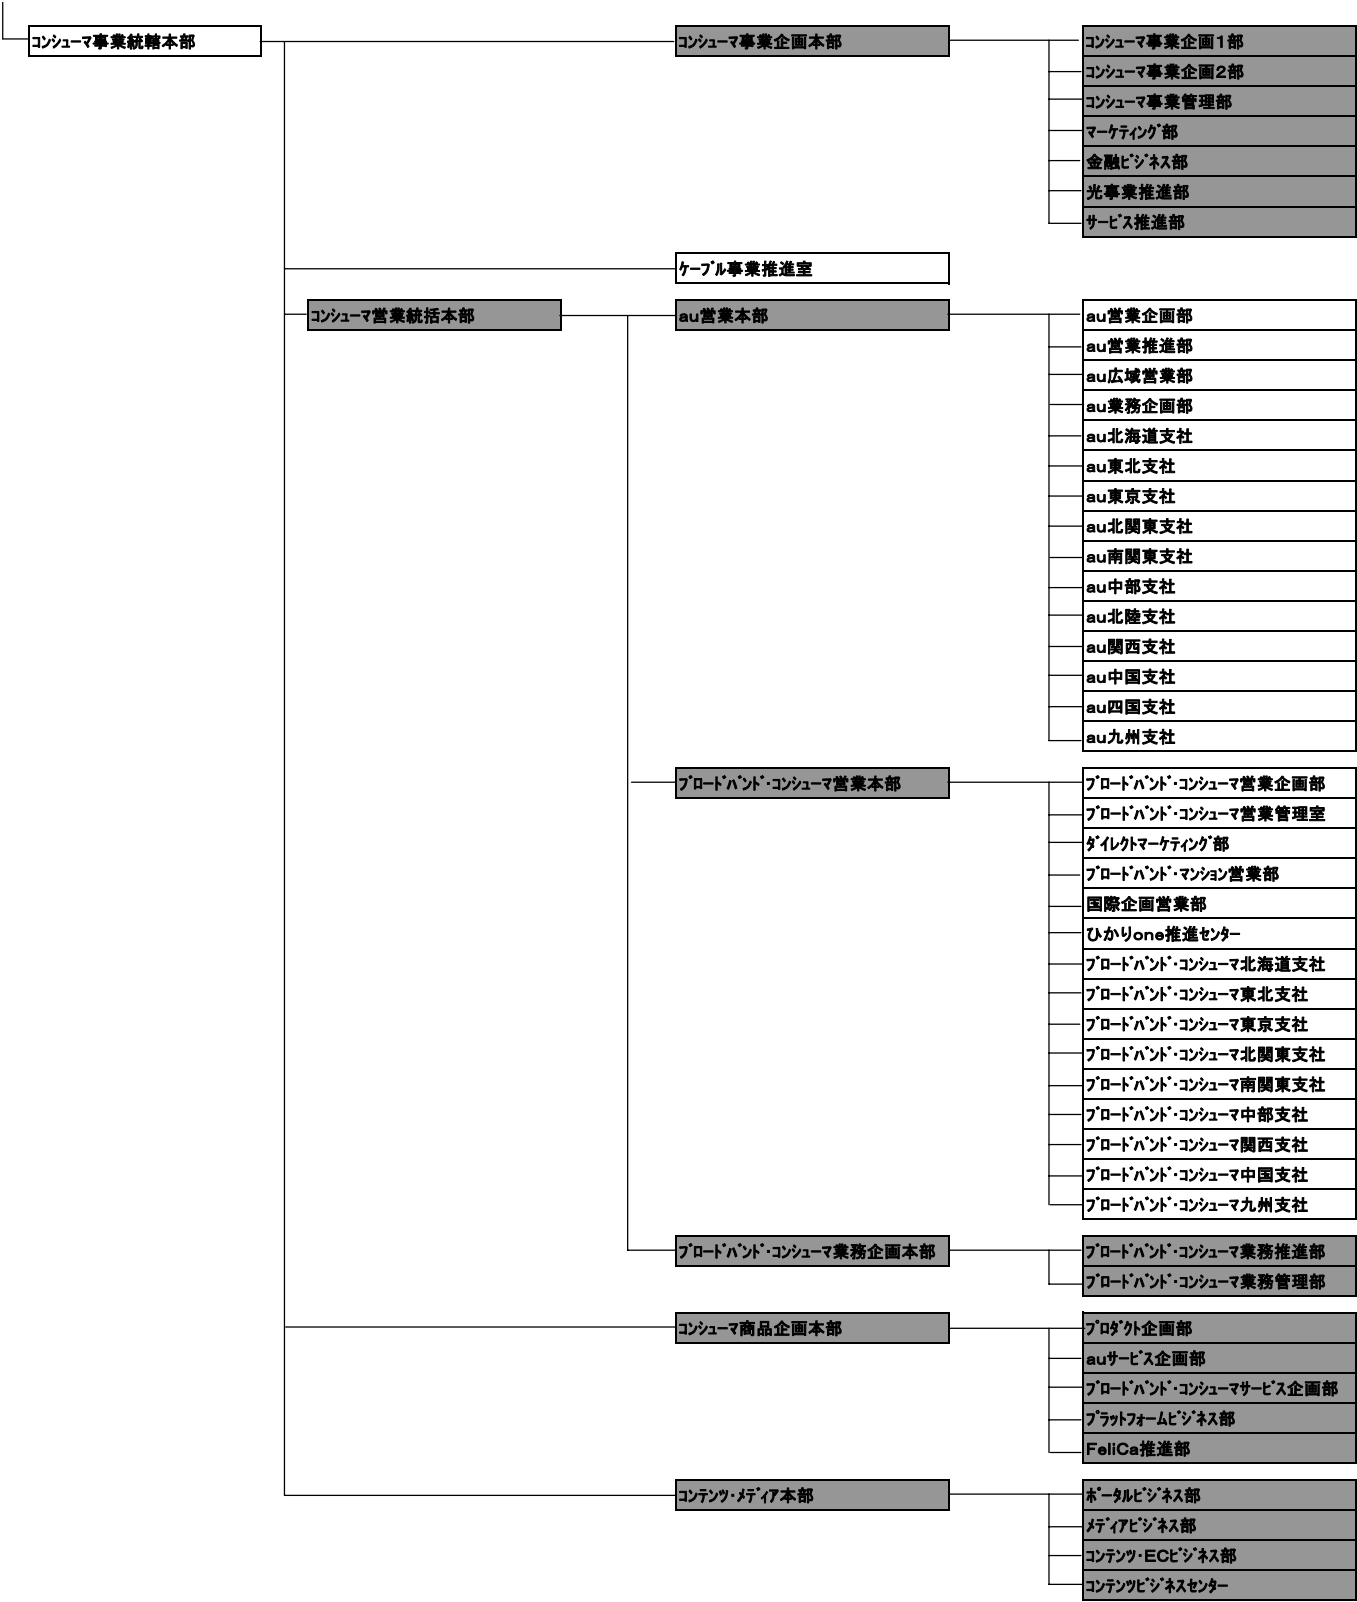 ｺﾝｼｭｰﾏ事業統轄本部
ｺﾝｼｭｰﾏ事業企画本部
ｺﾝｼｭｰﾏ事業企画１部
ｺﾝｼｭｰﾏ事業企画２部
ｺﾝｼｭｰﾏ事業管理部
ﾏｰｹﾃｨﾝｸﾞ部
金融ﾋﾞｼﾞﾈｽ部
光事業推進部
ｻｰﾋﾞｽ推進部
ｹｰﾌﾞﾙ事業推進室
ｺﾝｼｭｰﾏ営業統括本部
ａｕ営業本部
ａｕ営業企画部
ａｕ営業推進部
ａｕ広域営業部
ａｕ業務企画部
ａｕ北海道支社
ａｕ東北支社
ａｕ東京支社
ａｕ北関東支社
ａｕ南関東支社
ａｕ中部支社
ａｕ北陸支社
ａｕ関西支社
ａｕ中国支社
ａｕ四国支社
ａｕ九州支社
ﾌﾞﾛｰﾄﾞﾊﾞﾝﾄﾞ･ｺﾝｼｭｰﾏ営業本部
ﾌﾞﾛｰﾄﾞﾊﾞﾝﾄﾞ･ｺﾝｼｭｰﾏ営業企画部
ﾌﾞﾛｰﾄﾞﾊﾞﾝﾄﾞ･ｺﾝｼｭｰﾏ営業管理室
ﾀﾞｲﾚｸﾄﾏｰｹﾃｨﾝｸﾞ部
ﾌﾞﾛｰﾄﾞﾊﾞﾝﾄﾞ･ﾏﾝｼｮﾝ営業部
国際企画営業部
ひかりｏｎｅ推進ｾﾝﾀｰ
ﾌﾞﾛｰﾄﾞﾊﾞﾝﾄﾞ･ｺﾝｼｭｰﾏ北海道支社
ﾌﾞﾛｰﾄﾞﾊﾞﾝﾄﾞ･ｺﾝｼｭｰﾏ東北支社
ﾌﾞﾛｰﾄﾞﾊﾞﾝﾄﾞ･ｺﾝｼｭｰﾏ東京支社
ﾌﾞﾛｰﾄﾞﾊﾞﾝﾄﾞ･ｺﾝｼｭｰﾏ北関東支社
ﾌﾞﾛｰﾄﾞﾊﾞﾝﾄﾞ･ｺﾝｼｭｰﾏ南関東支社
ﾌﾞﾛｰﾄﾞﾊﾞﾝﾄﾞ･ｺﾝｼｭｰﾏ中部支社
ﾌﾞﾛｰﾄﾞﾊﾞﾝﾄﾞ･ｺﾝｼｭｰﾏ関西支社
ﾌﾞﾛｰﾄﾞﾊﾞﾝﾄﾞ･ｺﾝｼｭｰﾏ中国支社
ﾌﾞﾛｰﾄﾞﾊﾞﾝﾄﾞ･ｺﾝｼｭｰﾏ九州支社
ﾌﾞﾛｰﾄﾞﾊﾞﾝﾄﾞ･ｺﾝｼｭｰﾏ業務企画本部
ﾌﾞﾛｰﾄﾞﾊﾞﾝﾄﾞ･ｺﾝｼｭｰﾏ業務推進部
ﾌﾞﾛｰﾄﾞﾊﾞﾝﾄﾞ･ｺﾝｼｭｰﾏ業務管理部
ｺﾝｼｭｰﾏ商品企画本部
ﾌﾟﾛﾀﾞｸﾄ企画部
ａｕｻｰﾋﾞｽ企画部
ﾌﾞﾛｰﾄﾞﾊﾞﾝﾄﾞ･ｺﾝｼｭｰﾏｻｰﾋﾞｽ企画部
ﾌﾟﾗｯﾄﾌｫｰﾑﾋﾞｼﾞﾈｽ部
ＦｅｌｉＣａ推進部
ｺﾝﾃﾝﾂ･ﾒﾃﾞｨｱ本部
ﾎﾟｰﾀﾙﾋﾞｼﾞﾈｽ部
ﾒﾃﾞｨｱﾋﾞｼﾞﾈｽ部
ｺﾝﾃﾝﾂ･ＥＣﾋﾞｼﾞﾈｽ部
ｺﾝﾃﾝﾂﾋﾞｼﾞﾈｽｾﾝﾀｰ